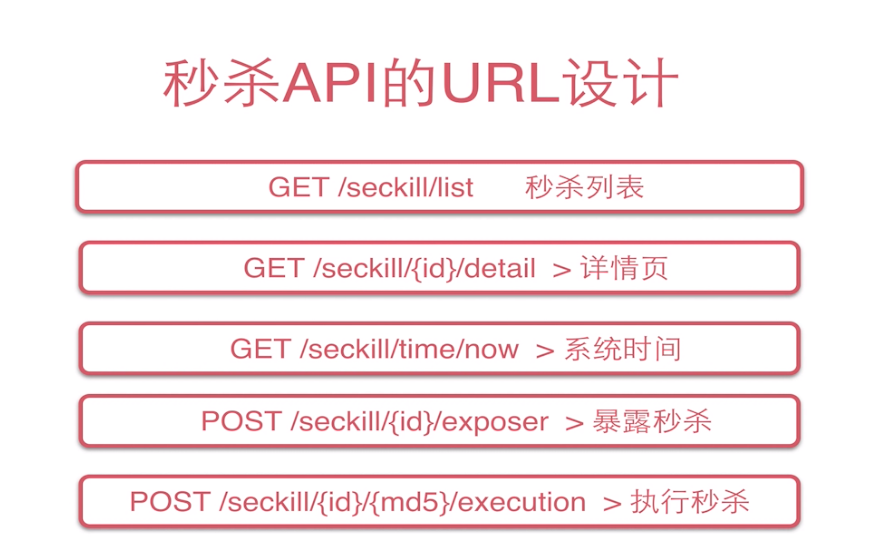 秒杀API的URL设计
GET /seckill/list 秒杀列表
GET /seckill/{id}/detail > 详情页
GET /seckill/time/now > 系统时间
POST /seckill/{id}/exposer > 暴露秒杀
POST /seckill/{id}/{md5}/execution > 执行秒杀